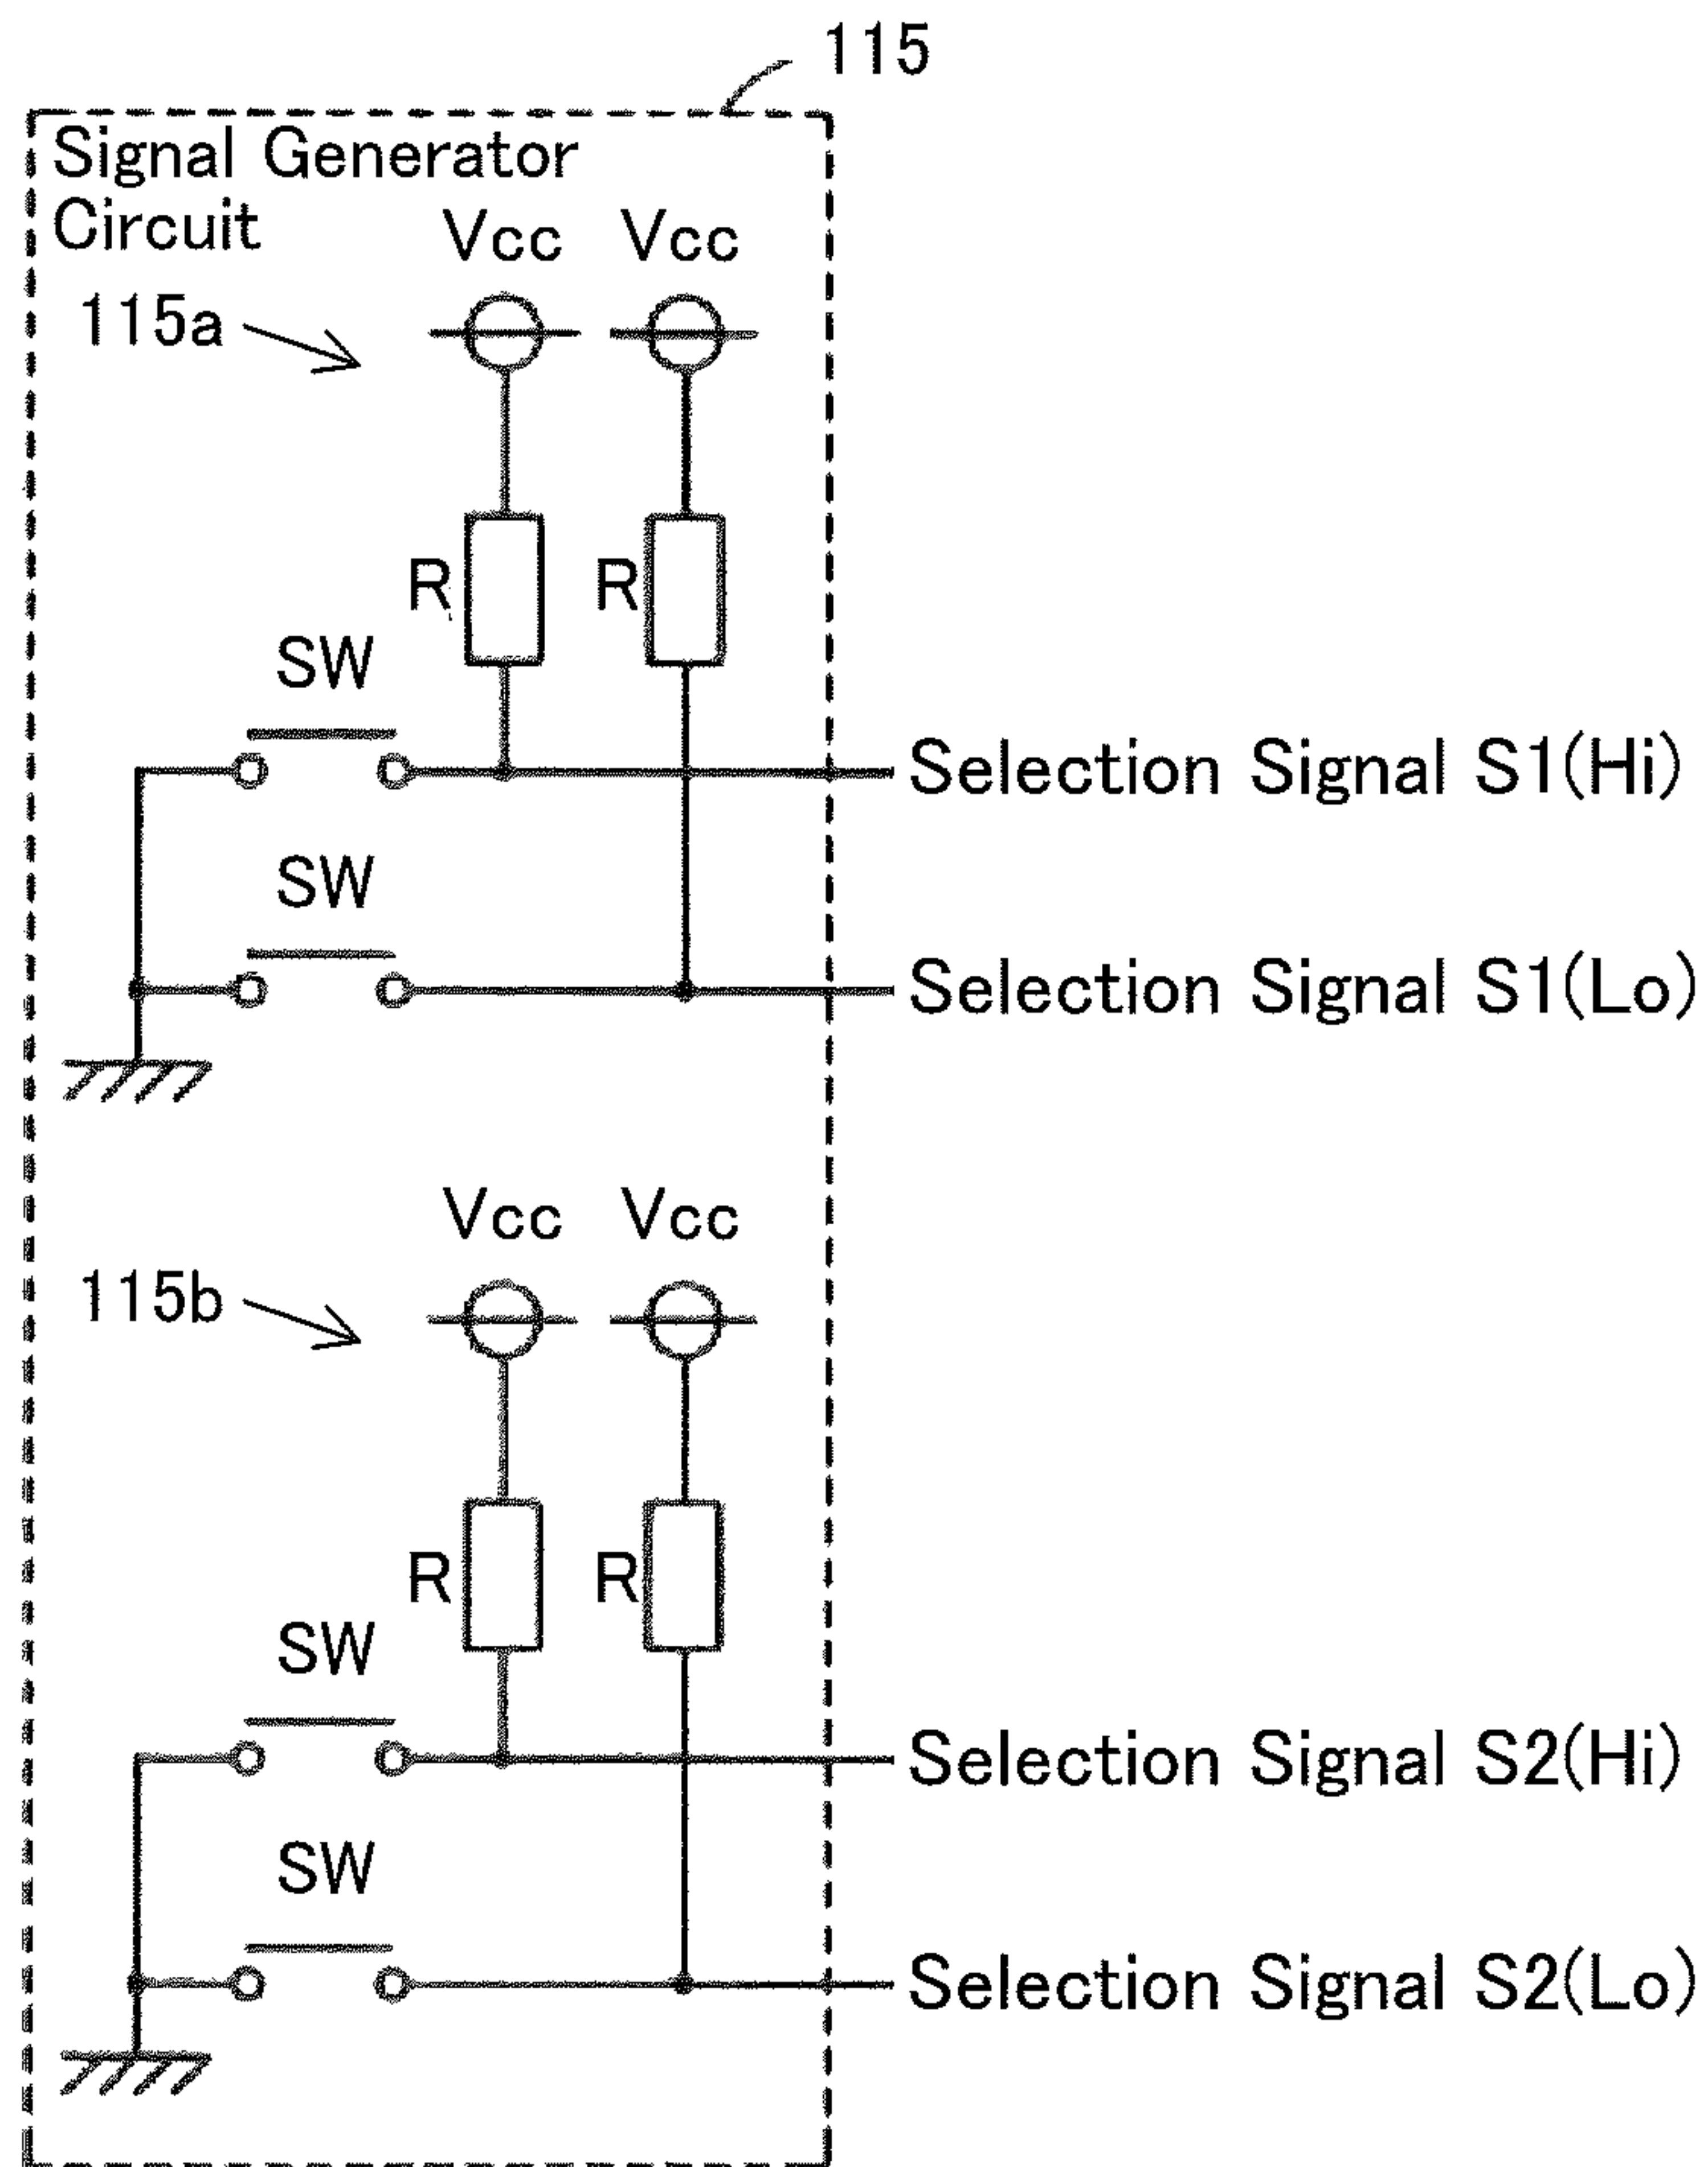 115
Signal Generator
Circuit
Vcc Vcc
115a
R R
SW
Selection Signal S1(Hi)
SW
Selection Signal S1(Lo)
Vcc Vcc
115b
R R
SW
Selection Signal S2(Hi)
SW
Selection Signal S2(Lo)